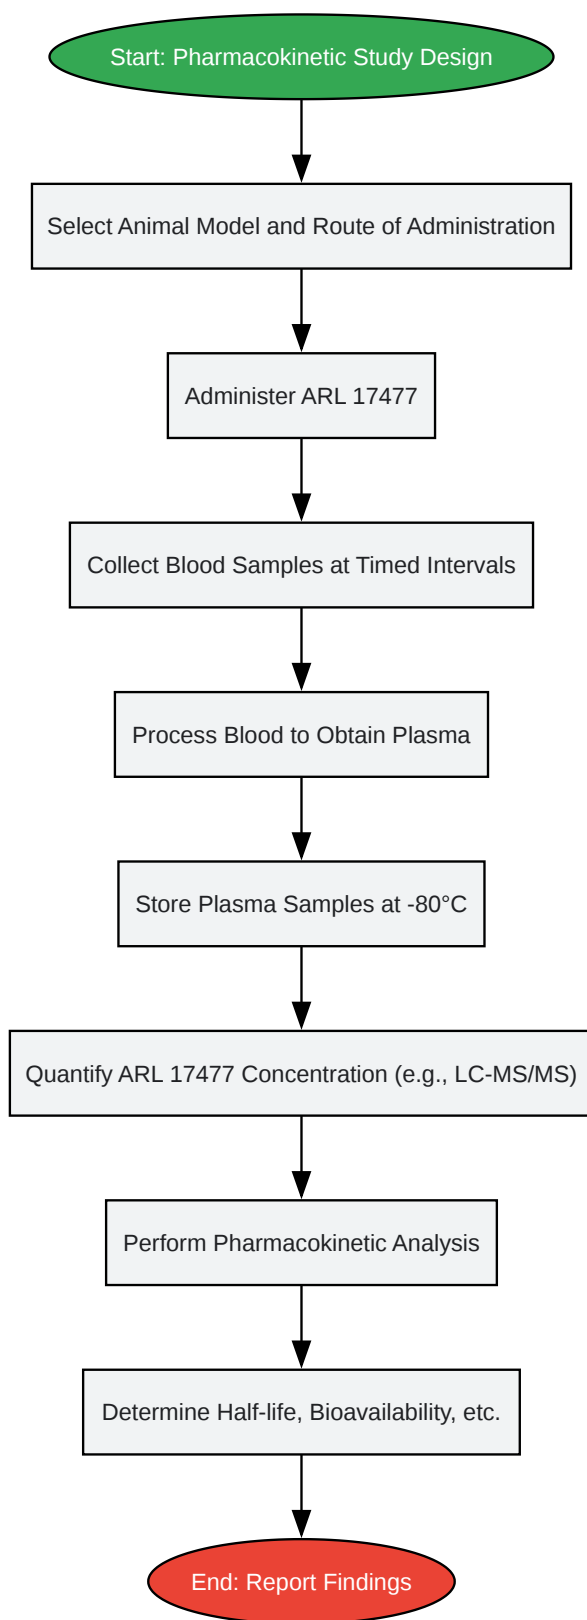 Start: Pharmacokinetic Study Design
Select Animal Model and Route of Administration
Administer ARL 17477
Collect Blood Samples at Timed Intervals
Process Blood to Obtain Plasma
Store Plasma Samples at -80°C
Quantify ARL 17477 Concentration (e.g., LC-MS/MS)
Perform Pharmacokinetic Analysis
Determine Half-life, Bioavailability, etc.
End: Report Findings